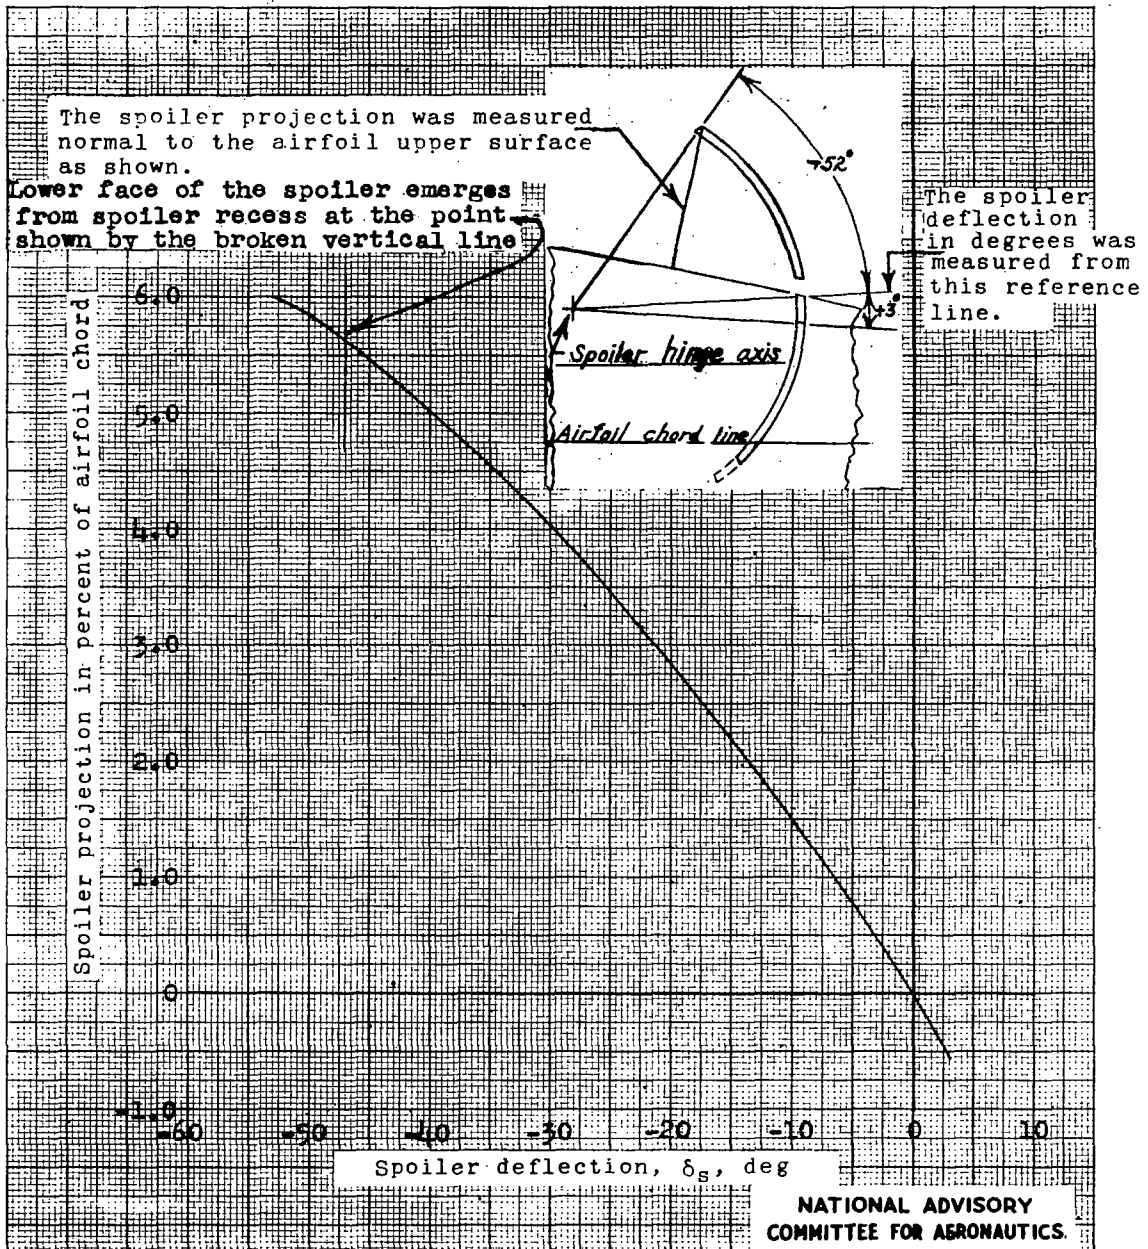 The spoiler projection was measured
normal to the airfoil upper surface
as shown.
Lower face of the spoiler emerges
from spoiler recess at the point
shown by the broken vertical line
-52°
The spoiler
deflection
in degrees was
measured from
this reference
line.
+3°
Spoiler hinge axis
Airfoil chord line
Spoiler projection in percent of airfoil chord
6.0
5.0
4.0
3.0
2.0
1.0
0
-1.0
-60
-50
-40
-30
-20
-10
0
10
Spoiler deflection, δs, deg
NATIONAL ADVISORY
COMMITTEE FOR AERONAUTICS.